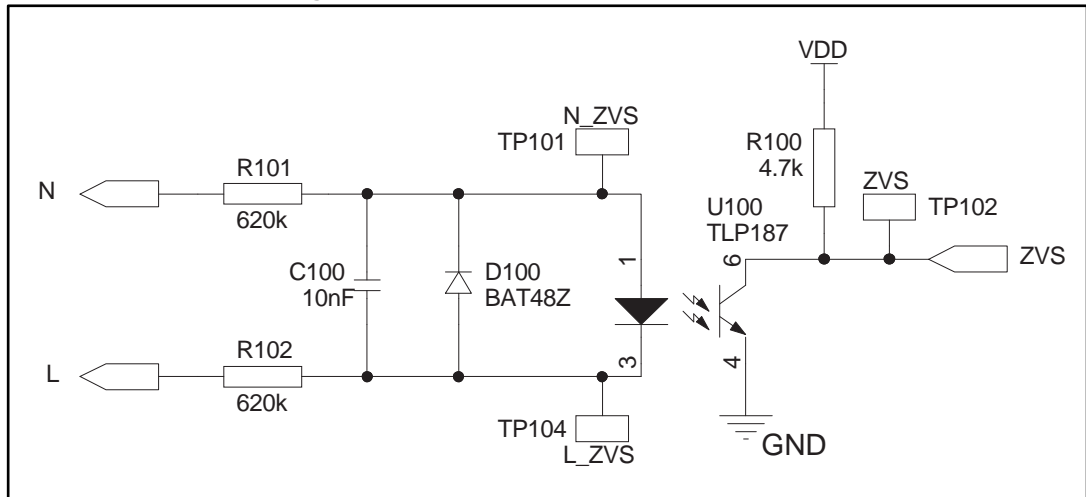 VDD
N_ZVS
TP101
R100
4.7k
ZVS
TP102
R101
N
620k
U100
TLP187
6
ZVS
1
C100
10nF
D100
BAT48Z
R102
L
620k
3
4
TP104
L_ZVS
GND